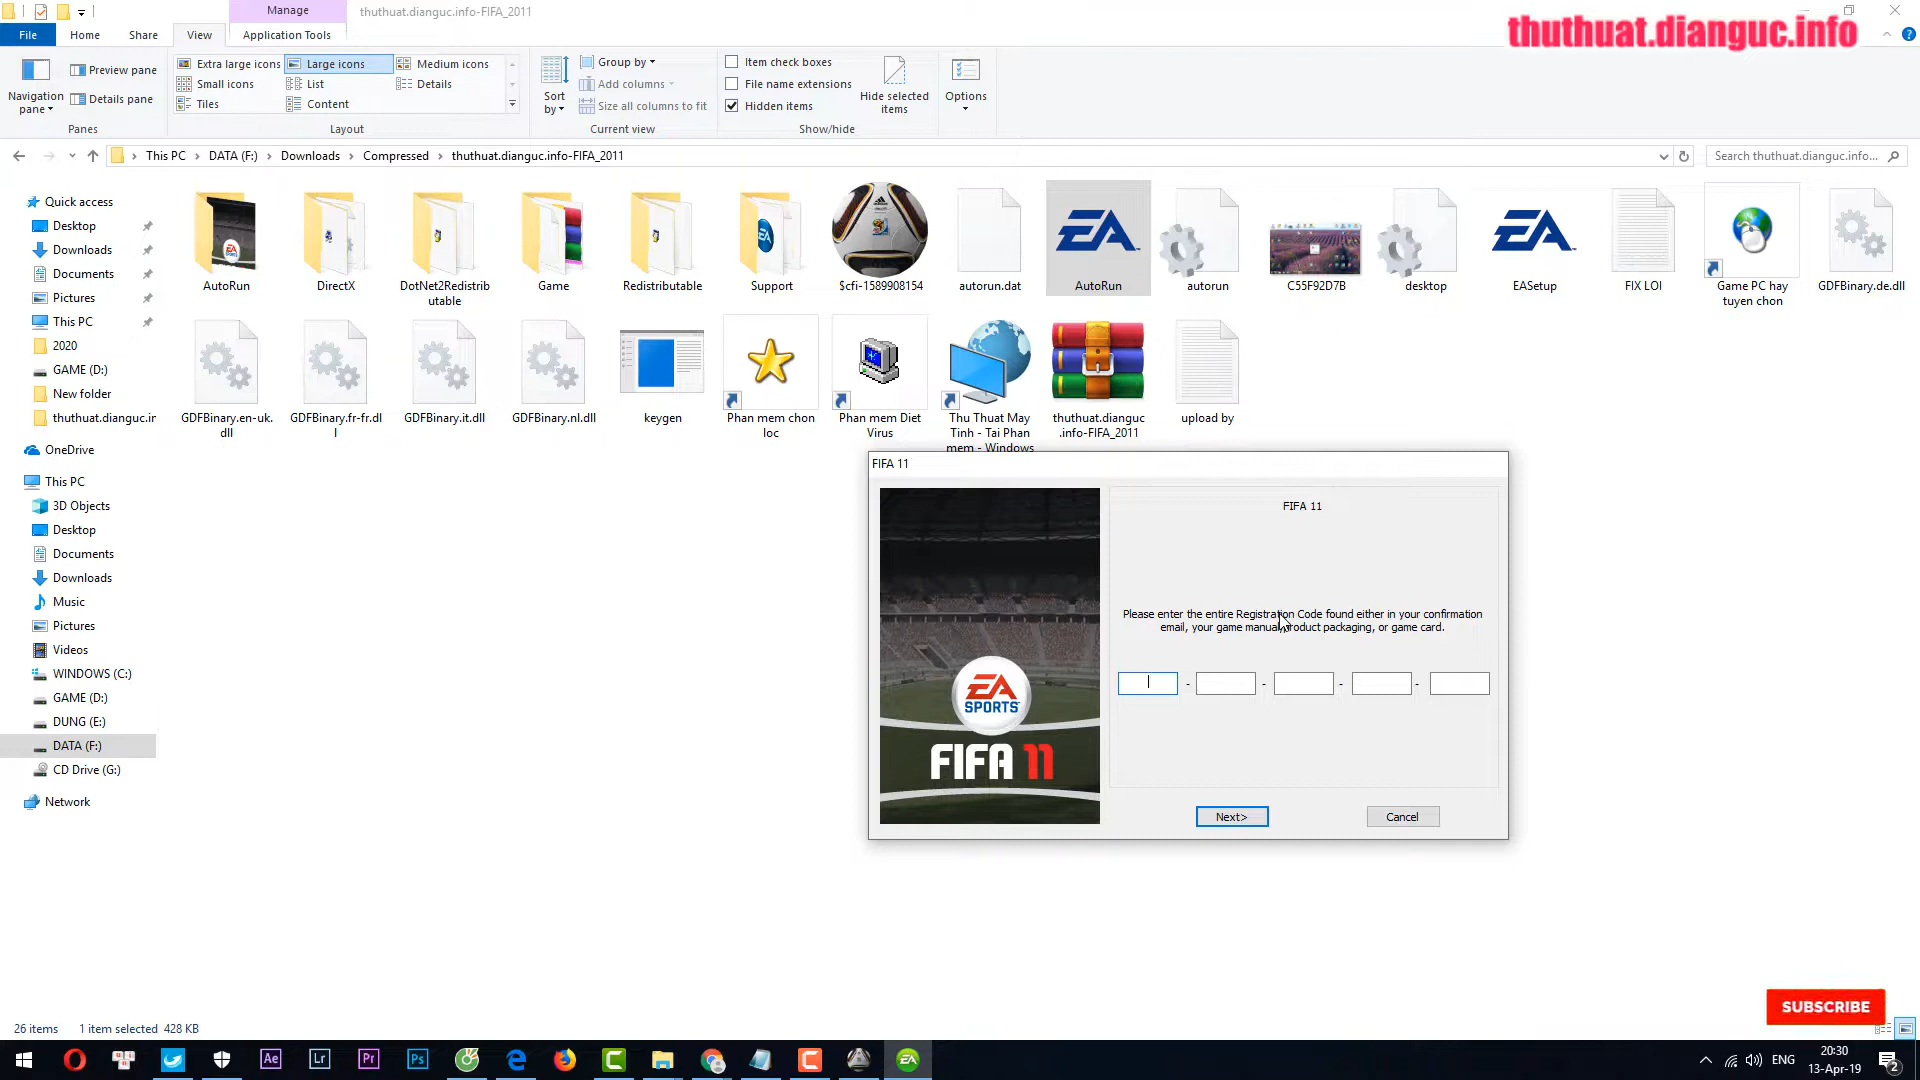 Manage
thuthuat.dianguc.info-FIFA_2011
thuthuat.dianguc.info
File
Home
Share
View
Application Tools
Navigation
pane
Preview pane
Details pane
Panes
Extra large icons
Large icons
Medium icons
Small icons
List
Details
Tiles
Content
Layout
Sort
by
Group by
Add columns
Size all columns to fit
Current view
Item check boxes
File name extensions
Hidden items
Hide selected
items
Show/hide
Options
This PC
DATA (F:)
Downloads
Compressed
thuthuat.dianguc.info-FIFA_2011
Search thuthuat.dianguc.info...
Quick access
Desktop
Downloads
Documents
Pictures
This PC
2020
GAME (D:)
New folder
thuthuat.dianguc.ir
OneDrive
This PC
3D Objects
Desktop
Documents
Downloads
Music
Pictures
Videos
WINDOWS (C:)
GAME (D:)
DUNG (E:)
DATA (F:)
CD Drive (G:)
Network
AutoRun
DirectX
DotNet2Redistrib
utable
Game
Redistributable
Support
$cfi-1589908154
autorun.dat
AutoRun
autorun
C55F92D7B
desktop
EASetup
FIX LOI
Game PC hay
tuyen chon
GDFBinary.de.dll
GDFBinary.en-uk.
dll
GDFBinary.fr-fr.dl
l
GDFBinary.it.dll
GDFBinary.nl.dll
keygen
Phan mem chon
loc
Phan mem Diet
Virus
Thu Thuat May
Tinh - Tai Phan
mem - Windows
thuthuat.dianguc
.info-FIFA_2011
upload by
FIFA 11
FIFA 11
Please enter the entire Registration Code found either in your confirmation
email, your game manual, product packaging, or game card.
- - - -
EA
SPORTS
FIFA 11
Next>
Cancel
SUBSCRIBE
26 items
1 item selected 428 KB
Ae
Lr
Pr
Ps
ENG
20:30
13-Apr-19
2